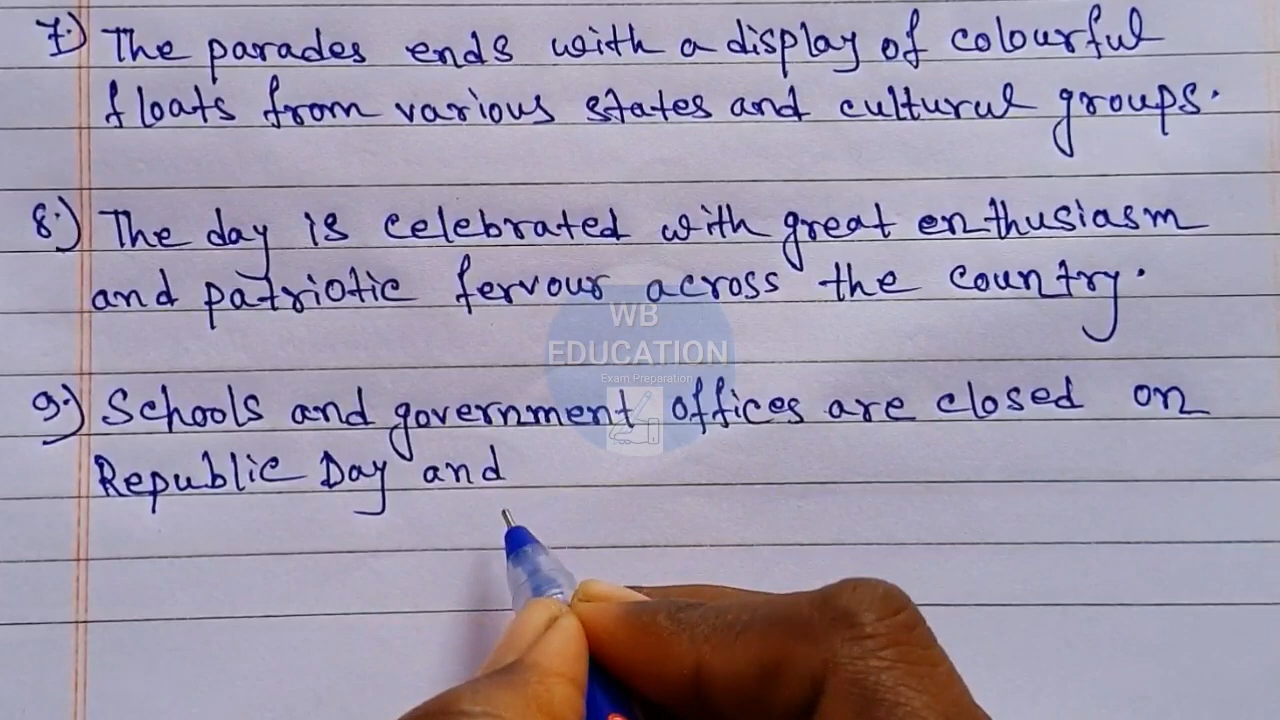 7.) The parades ends with a display of colourful
floats from various states and cultural groups.
8.) The day is celebrated with great enthusiasm
and patriotic fervour across the country.
WB
EDUCATION
Exam Preparation
9.) Schools and government offices are closed on
Republic Day and